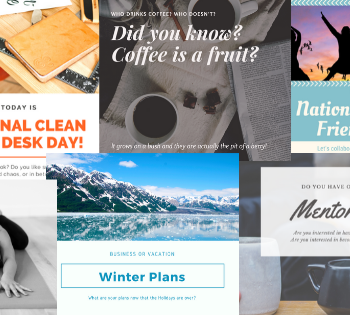 WHO DRINKS COFFEE? WHO DOESN'T?
Did you know?
Coffee is a fruit?
It grows on a bush and they are actually the pit of a berry!
TODAY IS
NAL CLEAN
DESK DAY!
ok? Do you like
d chaos, or in
Nation
Frie
Let's collab
BUSINESS OR VACATION
Winter Plans
What are your plans now that the Holidays are over?
DO YOU HAVE
Mentor
Are you interested in
Are you interested in